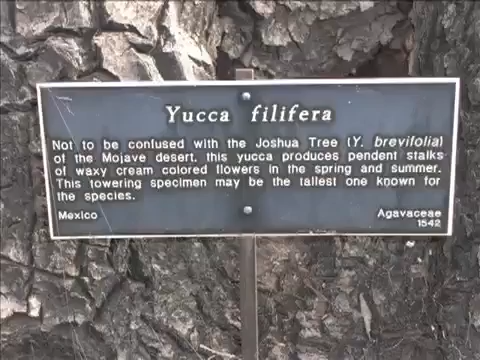 Yucca filifera
Not to be confused with the Joshua Tree (Y. brevifolia)
of the Mojave desert, this yucca produces pendent stalks
of waxy cream colored flowers in the spring and summer.
This towering specimen may be the tallest one known for
the species.
Mexico Agavaceae
1542